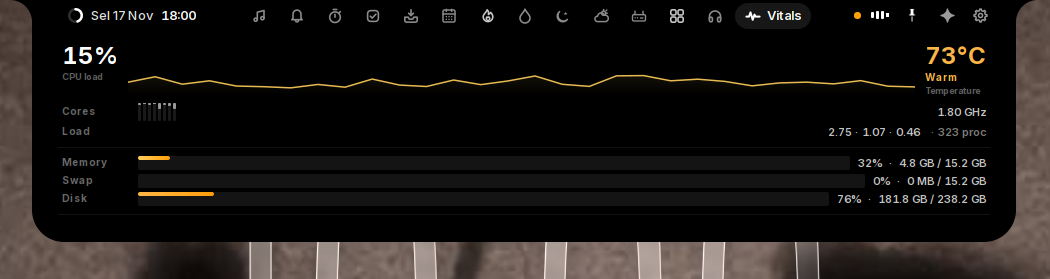 Sel 17 Nov 18:00 Vitals
15% 73°C
CPU load Warm
Temperature
Cores 1.80 GHz
Load 2.75 · 1.07 · 0.46 · 323 proc
Memory 32% · 4.8 GB / 15.2 GB
Swap 0% · 0 MB / 15.2 GB
Disk 76% · 181.8 GB / 238.2 GB